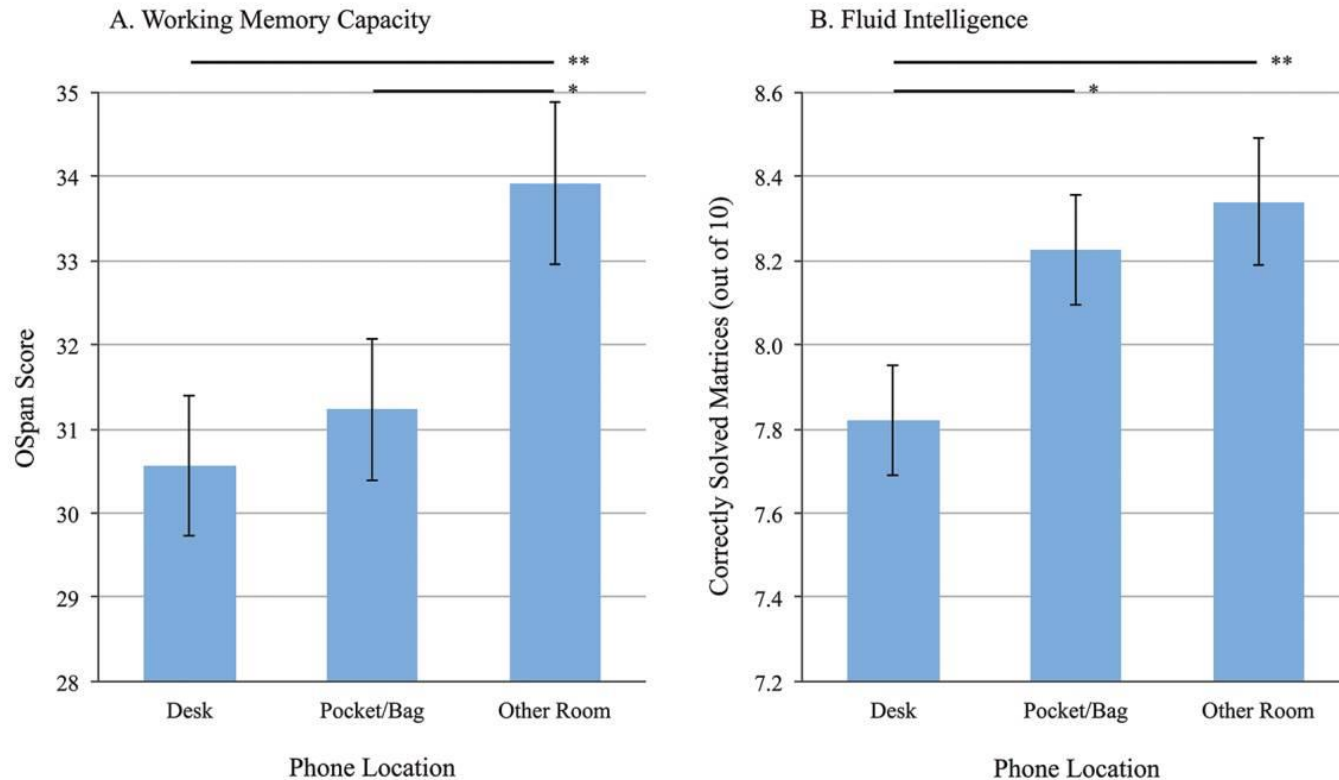 A. Working Memory Capacity
**
*
35
34
33
32
31
30
29
28
OSpan Score
Desk Pocket/Bag Other Room
Phone Location
B. Fluid Intelligence
**
*
8.6
8.4
8.2
8.0
7.8
7.6
7.4
7.2
Correctly Solved Matrices (out of 10)
Desk Pocket/Bag Other Room
Phone Location